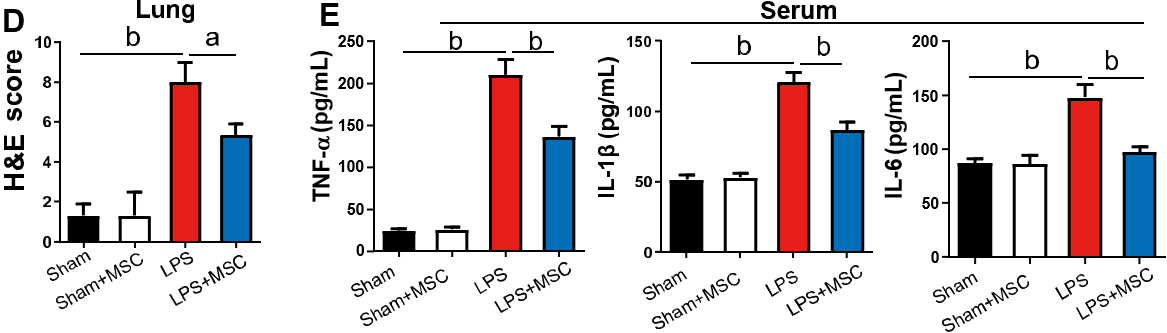 D
Lung
H&E score
10
8
6
4
2
0
b
a
Sham
Sham+MSC
LPS
LPS+MSC
E
Serum
TNF-α (pg/mL)
250
200
150
100
50
0
b
b
Sham
Sham+MSC
LPS
LPS+MSC
IL-1β (pg/mL)
150
100
50
0
b
b
Sham
Sham+MSC
LPS
LPS+MSC
IL-6 (pg/mL)
200
150
100
50
0
b
b
Sham
Sham+MSC
LPS
LPS+MSC